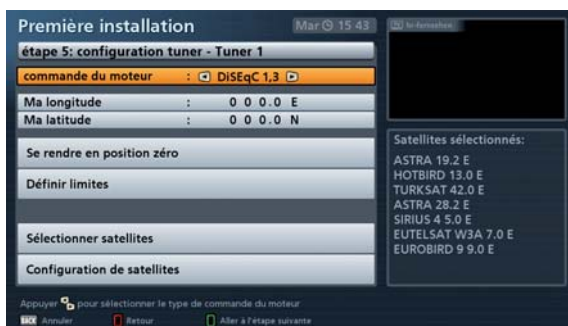 Première installation
Mar 15 43
étape 5: configuration tuner - Tuner 1
commande du moteur : DiSEqC 1,3
Ma longitude : 0 0 0.0 E
Ma latitude : 0 0 0.0 N
Se rendre en position zéro
Définir limites
Sélectionner satellites
Configuration de satellites
Satellites sélectionnés:
ASTRA 19.2 E
HOTBIRD 13.0 E
TURKSAT 42.0 E
ASTRA 28.2 E
SIRIUS 4 5.0 E
EUTELSAT W3A 7.0 E
EUROBIRD 9 9.0 E
Appuyer pour sélectionner le type de commande du moteur
BACK Annuler Retour Aller à l'étape suivante